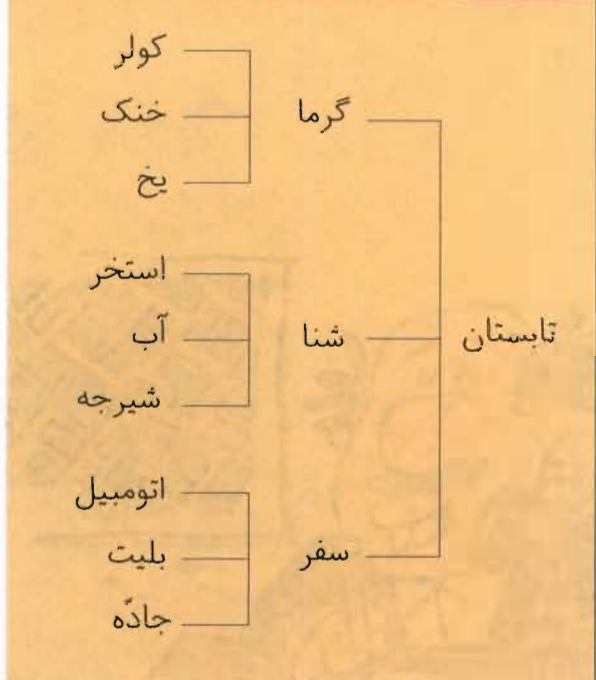 تابستان
گرما
کولر
خنک
یخ
شنا
استخر
آب
شیرجه
سفر
اتومبیل
بلیت
جادّه